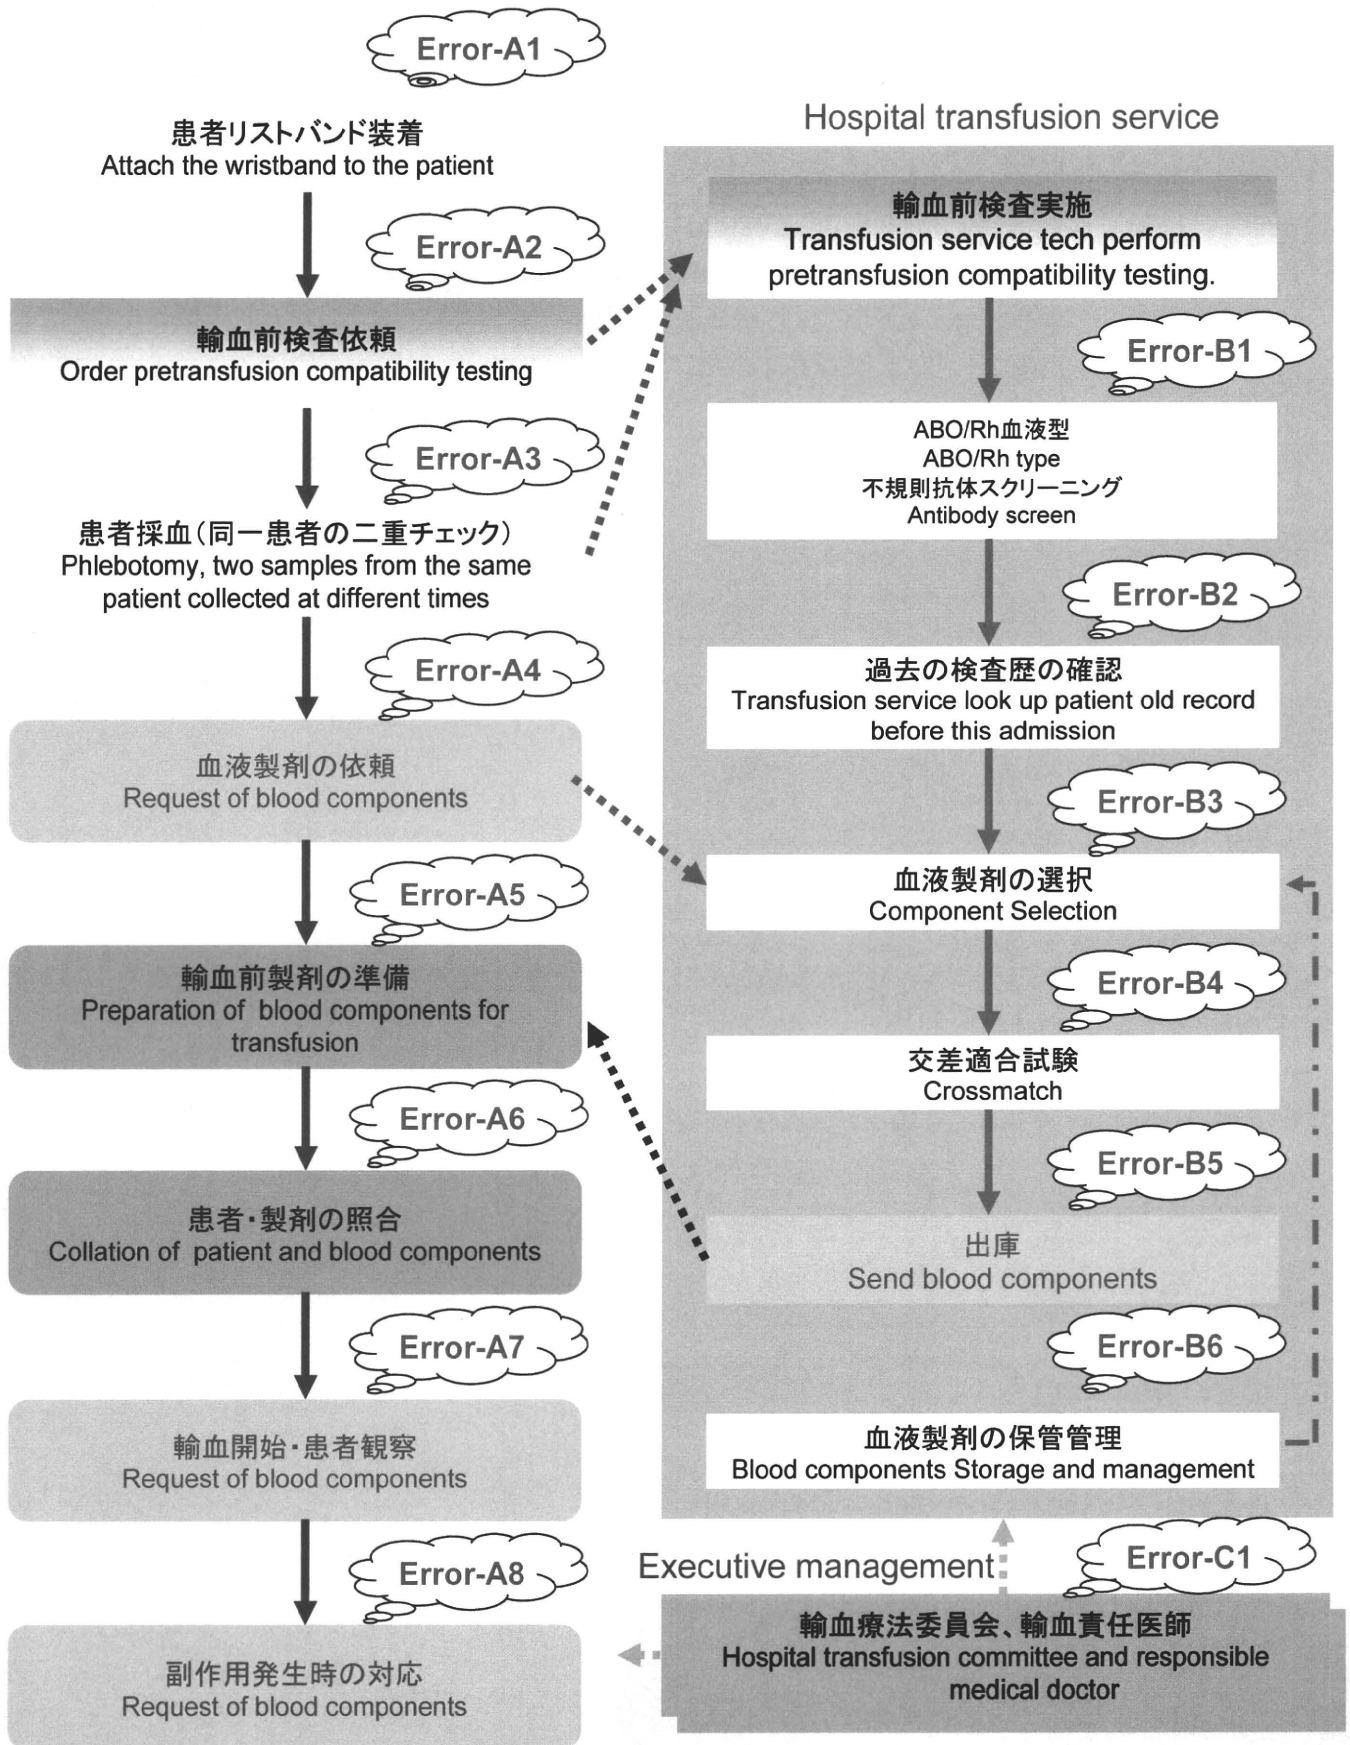 Error-A1
患者リストバンド装着
Attach the wristband to the patient
Error-A2
輸血前検査依頼
Order pretransfusion compatibility testing
Error-A3
患者採血(同一患者の二重チェック)
Phlebotomy, two samples from the same
patient collected at different times
Error-A4
血液製剤の依頼
Request of blood components
Error-A5
輸血前製剤の準備
Preparation of blood components for
transfusion
Error-A6
患者・製剤の照合
Collation of patient and blood components
Error-A7
輸血開始・患者観察
Request of blood components
Error-A8
副作用発生時の対応
Request of blood components
Hospital transfusion service
輸血前検査実施
Transfusion service tech perform
pretransfusion compatibility testing.
Error-B1
ABO/Rh血液型
ABO/Rh type
不規則抗体スクリーニング
Antibody screen
Error-B2
過去の検査歴の確認
Transfusion service look up patient old record
before this admission
Error-B3
血液製剤の選択
Component Selection
Error-B4
交差適合試験
Crossmatch
Error-B5
出庫
Send blood components
Error-B6
血液製剤の保管管理
Blood components Storage and management
Executive management
Error-C1
輸血療法委員会、輸血責任医師
Hospital transfusion committee and responsible
medical doctor